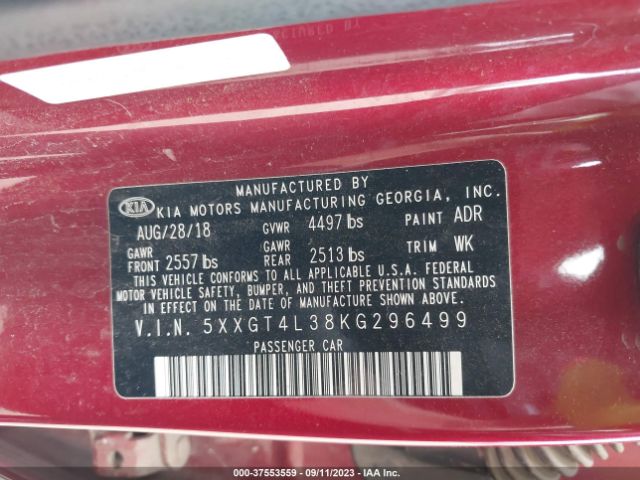 MANUFACTURED BY
KIA KIA MOTORS MANUFACTURING GEORGIA, INC.
AUG/28/18 GVWR 4497 lbs PAINT ADR
GAWR FRONT 2557 lbs GAWR REAR 2513 lbs TRIM WK
THIS VEHICLE CONFORMS TO ALL APPLICABLE U.S.A. FEDERAL
MOTOR VEHICLE SAFETY, BUMPER, AND THEFT PREVENTION STANDARDS
IN EFFECT ON THE DATE OF MANUFACTURE SHOWN ABOVE.
V.I.N. 5XXGT4L38KG296499
PASSENGER CAR
000-37553559 - 09/11/2023 - IAA Inc.